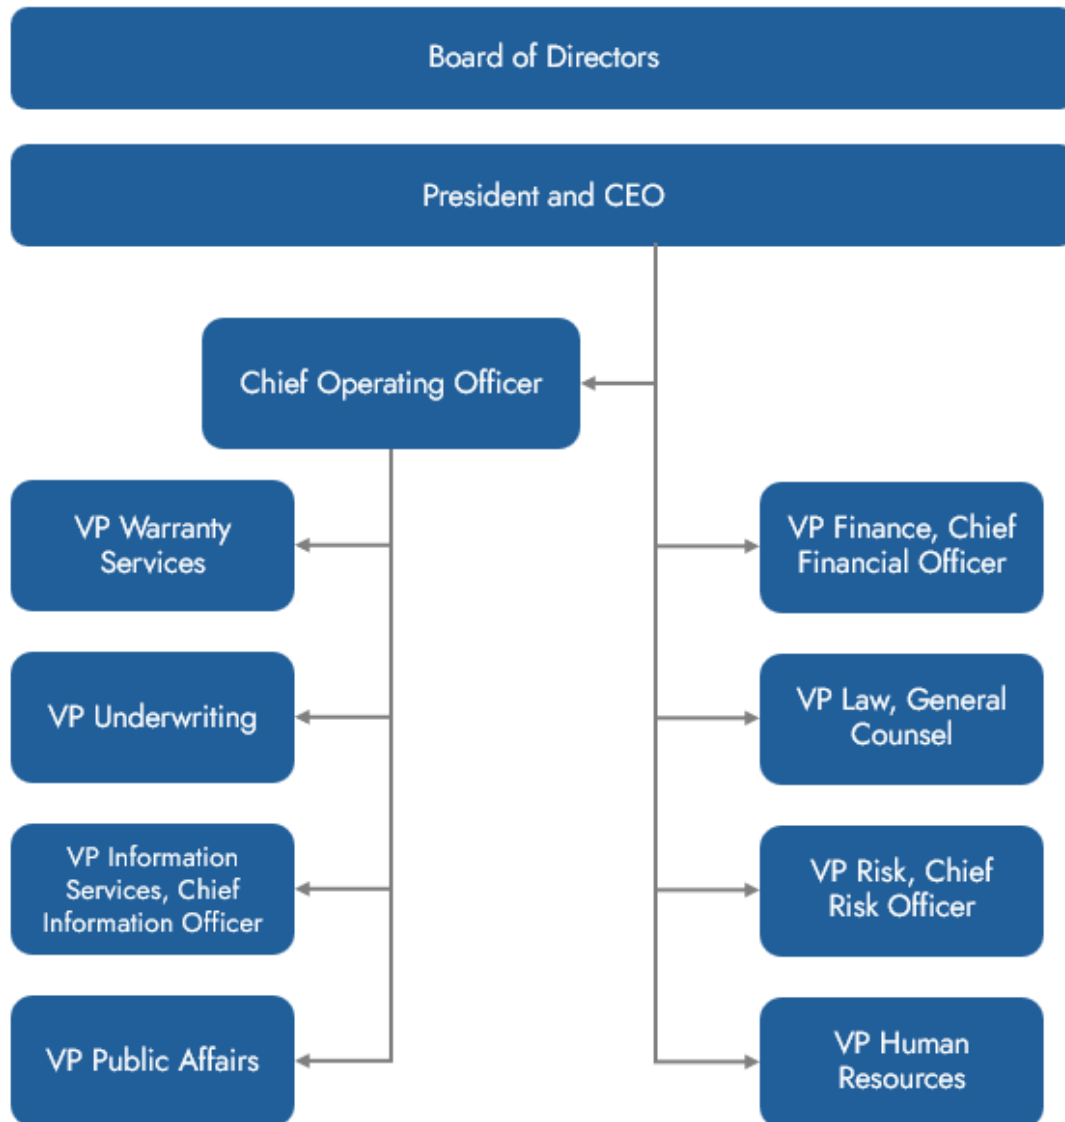 Board of Directors
President and CEO
Chief Operating Officer
VP Warranty
Services
VP Finance, Chief
Financial Officer
VP Underwriting
VP Law, General
Counsel
VP Information
Services, Chief
Information Officer
VP Risk, Chief
Risk Officer
VP Public Affairs
VP Human
Resources